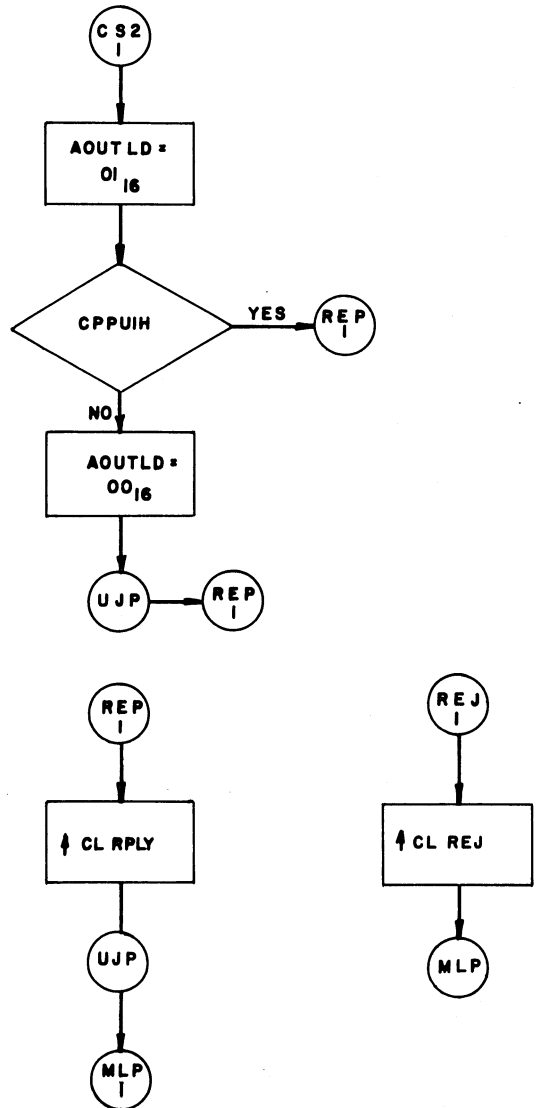 CS2
1
AOUTLD =
01 16
CPPUIH
YES
REP
1
NO
AOUTLD =
00 16
UJP
REP
1
REP
1
REJ
1
↑ CL RPLY
↑ CL REJ
UJP
MLP
MLP
1